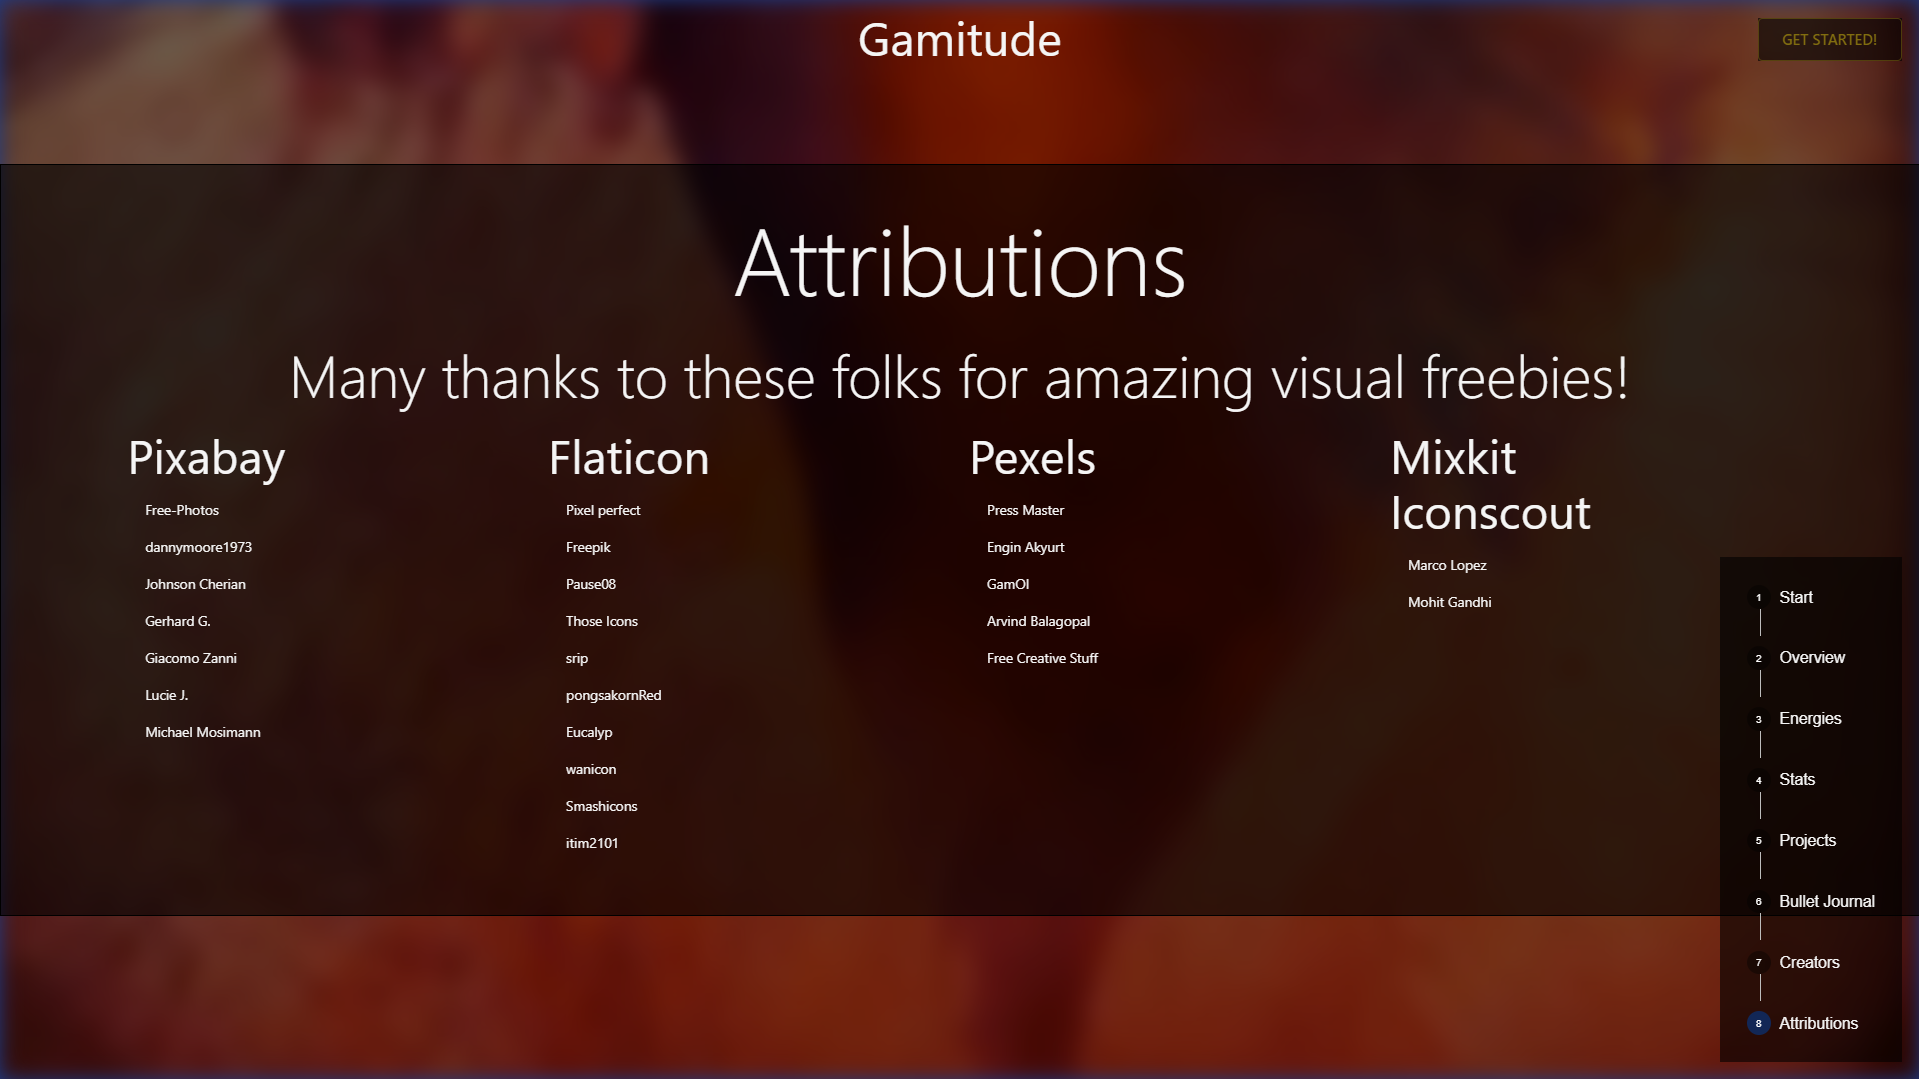 Gamitude
GET STARTED!
Attributions
Many thanks to these folks for amazing visual freebies!
Pixabay
Free-Photos
dannymoore1973
Johnson Cherian
Gerhard G.
Giacomo Zanni
Lucie J.
Michael Mosimann
Flaticon
Pixel perfect
Freepik
Pause08
Those Icons
srip
pongsakornRed
Eucalyp
wanicon
Smashicons
itim2101
Pexels
Press Master
Engin Akyurt
GamOl
Arvind Balagopal
Free Creative Stuff
Mixkit
Iconscout
Marco Lopez
Mohit Gandhi
1 Start
2 Overview
3 Energies
4 Stats
5 Projects
6 Bullet Journal
7 Creators
8 Attributions